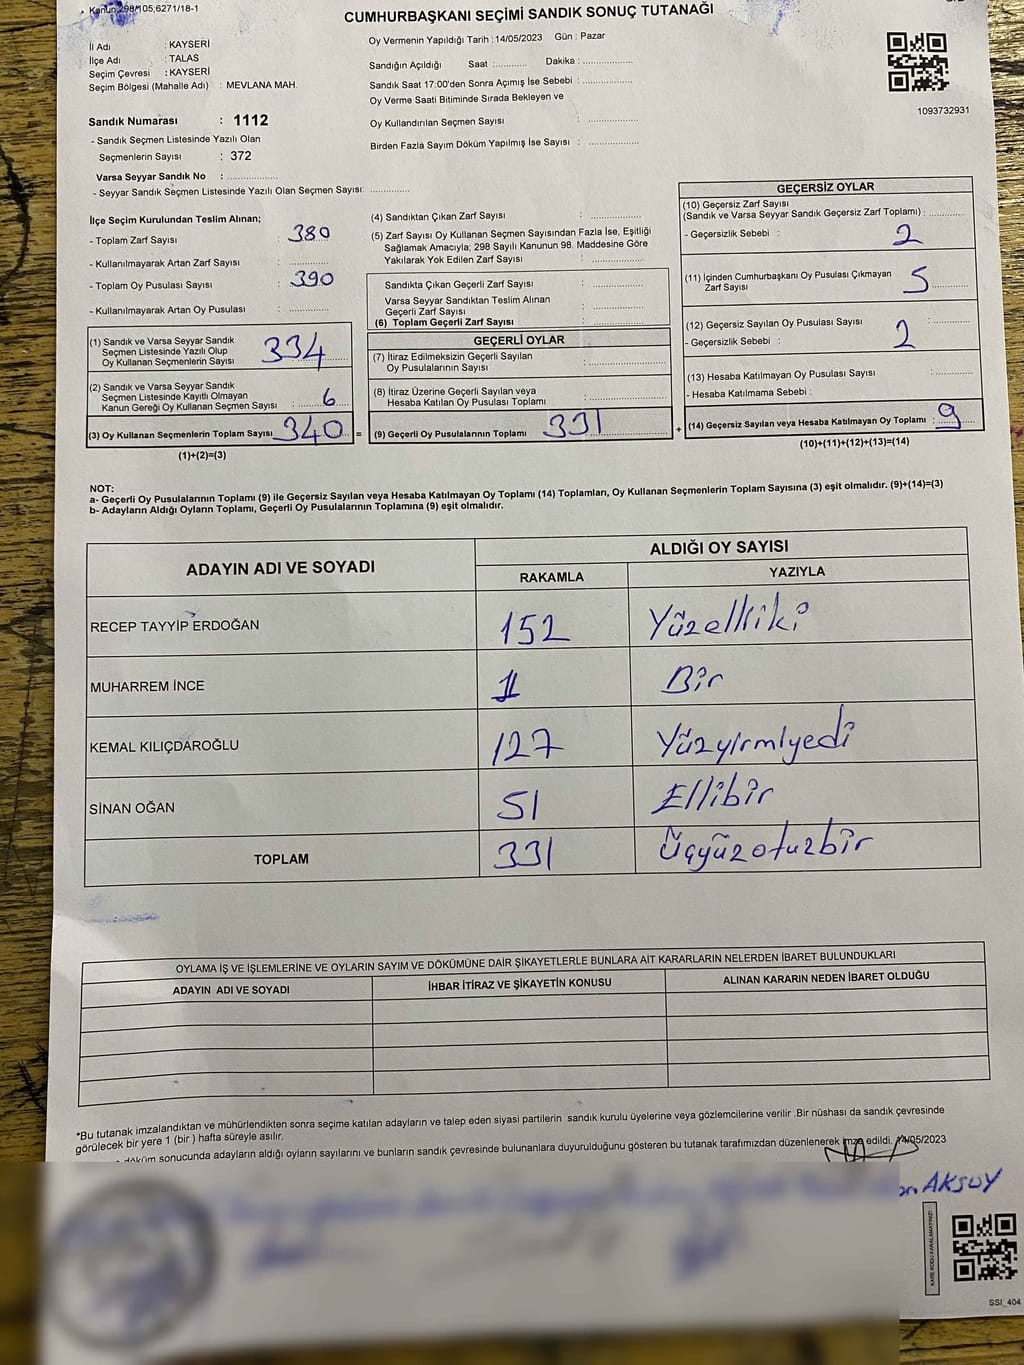 Kanun 298/105;6271/18-1
CUMHURBAŞKANI SEÇİMİ SANDIK SONUÇ TUTANAĞI
İl Adı : KAYSERİ
İlçe Adı : TALAS
Seçim Çevresi : KAYSERİ
Seçim Bölgesi (Mahalle Adı) : MEVLANA MAH.
Sandık Numarası : 1112
- Sandık Seçmen Listesinde Yazılı Olan
Seçmenlerin Sayısı : 372
Varsa Seyyar Sandık No : ..................
- Seyyar Sandık Seçmen Listesinde Yazılı Olan Seçmen Sayısı: ..............
Oy Vermenin Yapıldığı Tarih : 14/05/2023 Gün : Pazar
Sandığın Açıldığı Saat :............ Dakika : ..................
Sandık Saat 17:00'den Sonra Açımış İse Sebebi : ..................
Oy Verme Saati Bitiminde Sırada Bekleyen ve
Oy Kullandırılan Seçmen Sayısı : ..................
Birden Fazla Sayım Döküm Yapılmış İse Sayısı : ..................
1093732931
İlçe Seçim Kurulundan Teslim Alınan;
- Toplam Zarf Sayısı : 380
- Kullanılmayarak Artan Zarf Sayısı : ..............
- Toplam Oy Pusulası Sayısı : 390
- Kullanılmayarak Artan Oy Pusulası : ..............
(1) Sandık ve Varsa Seyyar Sandık
Seçmen Listesinde Yazılı Olup
Oy Kullanan Seçmenlerin Sayısı 334
(2) Sandık ve Varsa Seyyar Sandık
Seçmen Listesinde Kayıtlı Olmayan
Kanun Gereği Oy Kullanan Seçmen Sayısı : 6
(3) Oy Kullanan Seçmenlerin Toplam Sayısı 340 =
(1)+(2)=(3)
(4) Sandıktan Çıkan Zarf Sayısı : ..................
(5) Zarf Sayısı Oy Kullanan Seçmen Sayısından Fazla İse, Eşitliği
Sağlamak Amacıyla; 298 Sayılı Kanunun 98. Maddesine Göre
Yakılarak Yok Edilen Zarf Sayısı : ..................
Sandıkta Çıkan Geçerli Zarf Sayısı : ..................
Varsa Seyyar Sandıktan Teslim Alınan
Geçerli Zarf Sayısı : ..................
(6) Toplam Geçerli Zarf Sayısı : ..................
GEÇERLİ OYLAR
(7) İtiraz Edilmeksizin Geçerli Sayılan
Oy Pusulalarının Sayısı : ..................
(8) İtiraz Üzerine Geçerli Sayılan veya
Hesaba Katılan Oy Pusulası Toplamı : ..................
(9) Geçerli Oy Pusulalarının Toplamı 331 +
GEÇERSİZ OYLAR
(10) Geçersiz Zarf Sayısı
(Sandık ve Varsa Seyyar Sandık Geçersiz Zarf Toplamı) : ............
- Geçersizlik Sebebi : 2
(11) İçinden Cumhurbaşkanı Oy Pusulası Çıkmayan
Zarf Sayısı 5
(12) Geçersiz Sayılan Oy Pusulası Sayısı :
- Geçersizlik Sebebi : 2
(13) Hesaba Katılmayan Oy Pusulası Sayısı : ............
- Hesaba Katılmama Sebebi :
(14) Geçersiz Sayılan veya Hesaba Katılmayan Oy Toplamı : 9
(10)+(11)+(12)+(13)=(14)
NOT:
a- Geçerli Oy Pusulalarının Toplamı (9) ile Geçersiz Sayılan veya Hesaba Katılmayan Oy Toplamı (14) Toplamları, Oy Kullanan Seçmenlerin Toplam Sayısına (3) eşit olmalıdır. (9)+(14)=(3)
b- Adayların Aldığı Oyların Toplamı, Geçerli Oy Pusulalarının Toplamına (9) eşit olmalıdır.
ADAYIN ADI VE SOYADI ALDIĞI OY SAYISI
RAKAMLA YAZIYLA
RECEP TAYYİP ERDOĞAN 152 Yüzelliki
MUHARREM İNCE 1 Bir
KEMAL KILIÇDAROĞLU 127 Yüzyirmiyedi
SİNAN OĞAN 51 Ellibir
TOPLAM 331 Üçyüzotuzbir
OYLAMA İŞ VE İŞLEMLERİNE VE OYLARIN SAYIM VE DÖKÜMÜNE DAİR ŞİKAYETLERLE BUNLARA AİT KARARLARIN NELERDEN İBARET BULUNDUKLARI
ADAYIN ADI VE SOYADI İHBAR İTİRAZ VE ŞİKAYETİN KONUSU ALINAN KARARIN NEDEN İBARET OLDUĞU
*Bu tutanak imzalandıktan ve mühürlendikten sonra seçime katılan adayların ve talep eden siyasi partilerin sandık kurulu üyelerine veya gözlemcilerine verilir .Bir nüshası da sandık çevresinde
görülecek bir yere 1 (bir ) hafta süreyle asılır.
döküm sonucunda adayların aldığı oyların sayılarını ve bunların sandık çevresinde bulunanlara duyurulduğunu gösteren bu tutanak tarafımızdan düzenlenerek imza edildi. 14/05/2023
AKSOY
KARE KODU KARALAMAYINIZ!
SSI_404